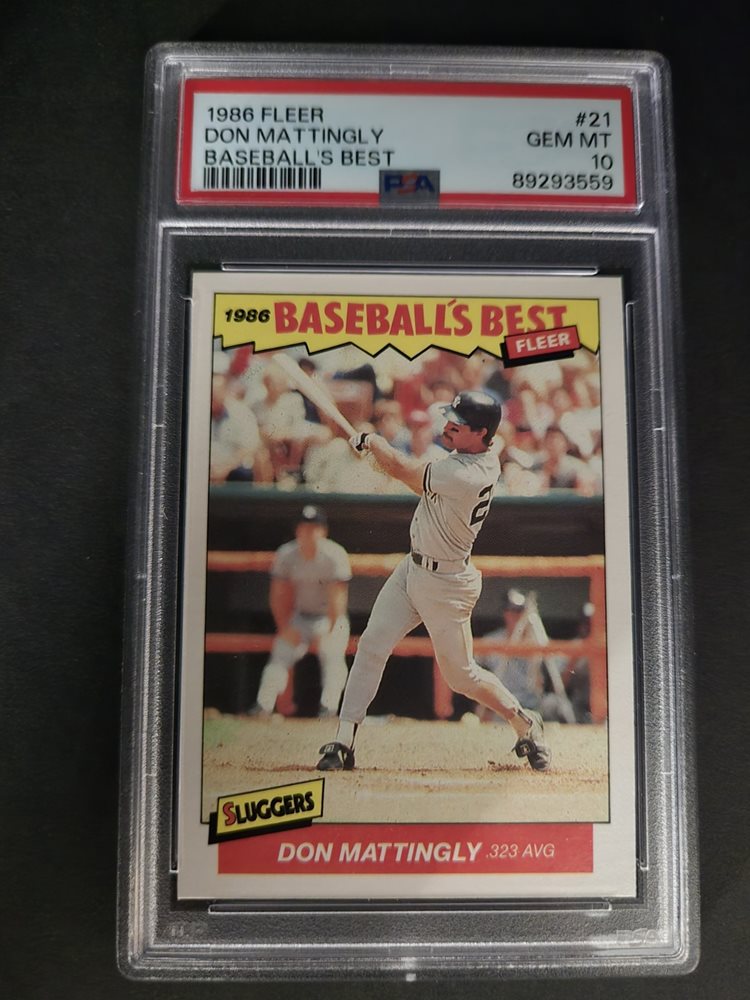 1986 FLEER #21
DON MATTINGLY GEM MT
BASEBALL'S BEST 10
PSA 89293559
1986 BASEBALL'S BEST
FLEER
2
SLUGGERS
DON MATTINGLY .323 AVG